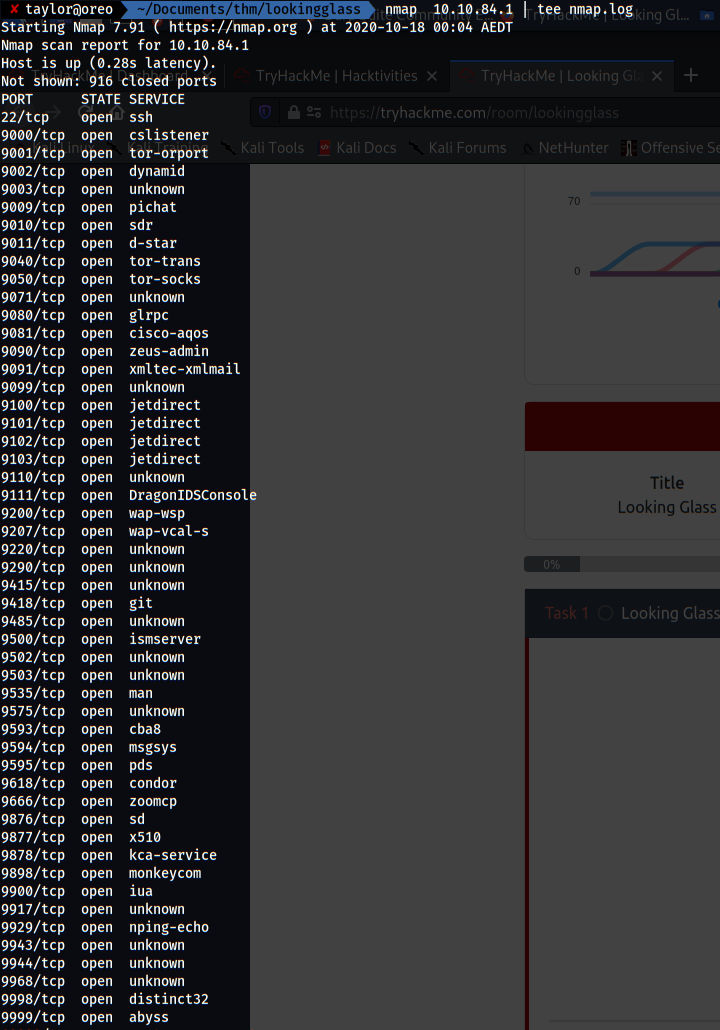 ✘ taylor@oreo ~/Documents/thm/lookingglass nmap 10.10.84.1 | tee nmap.log
Starting Nmap 7.91 ( https://nmap.org ) at 2020-10-18 00:04 AEDT
Nmap scan report for 10.10.84.1
Host is up (0.28s latency).
Not shown: 916 closed ports
PORT STATE SERVICE
22/tcp open ssh
9000/tcp open cslistener
9001/tcp open tor-orport
9002/tcp open dynamid
9003/tcp open unknown
9009/tcp open pichat
9010/tcp open sdr
9011/tcp open d-star
9040/tcp open tor-trans
9050/tcp open tor-socks
9071/tcp open unknown
9080/tcp open glrpc
9081/tcp open cisco-aqos
9090/tcp open zeus-admin
9091/tcp open xmltec-xmlmail
9099/tcp open unknown
9100/tcp open jetdirect
9101/tcp open jetdirect
9102/tcp open jetdirect
9103/tcp open jetdirect
9110/tcp open unknown
9111/tcp open DragonIDSConsole
9200/tcp open wap-wsp
9207/tcp open wap-vcal-s
9220/tcp open unknown
9290/tcp open unknown
9415/tcp open unknown
9418/tcp open git
9485/tcp open unknown
9500/tcp open ismserver
9502/tcp open unknown
9503/tcp open unknown
9535/tcp open man
9575/tcp open unknown
9593/tcp open cba8
9594/tcp open msgsys
9595/tcp open pds
9618/tcp open condor
9666/tcp open zoomcp
9876/tcp open sd
9877/tcp open x510
9878/tcp open kca-service
9898/tcp open monkeycom
9900/tcp open iua
9917/tcp open unknown
9929/tcp open nping-echo
9943/tcp open unknown
9944/tcp open unknown
9968/tcp open unknown
9998/tcp open distinct32
9999/tcp open abyss
TryHackMe | Dashboard
TryHackMe | Hacktivities
TryHackMe | Looking Gl
https://tryhackme.com/room/lookingglass
Kali Linux Kali Training Kali Tools Kali Docs Kali Forums NetHunter Offensive Se
70
0
Title
Looking Glass
0%
Task 1 Looking Glass